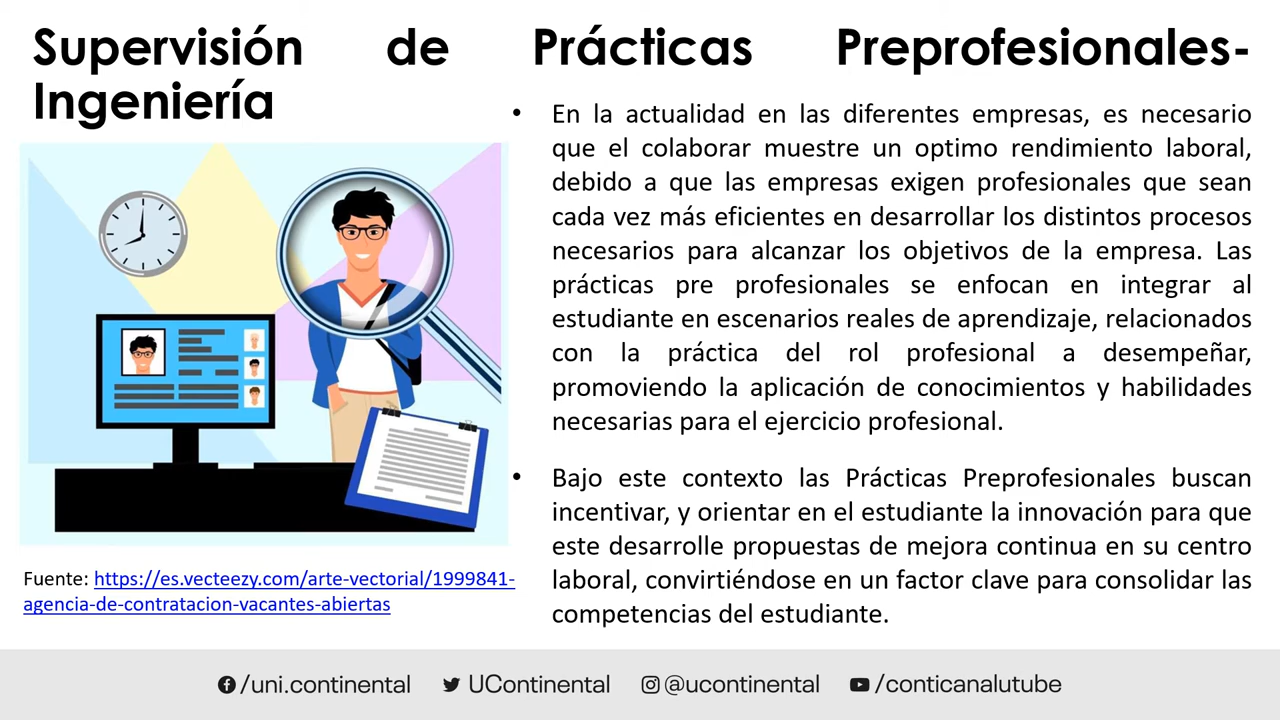 Supervisión de Prácticas Preprofesionales-
Ingeniería
• En la actualidad en las diferentes empresas, es necesario
que el colaborar muestre un optimo rendimiento laboral,
debido a que las empresas exigen profesionales que sean
cada vez más eficientes en desarrollar los distintos procesos
necesarios para alcanzar los objetivos de la empresa. Las
prácticas pre profesionales se enfocan en integrar al
estudiante en escenarios reales de aprendizaje, relacionados
con la práctica del rol profesional a desempeñar,
promoviendo la aplicación de conocimientos y habilidades
necesarias para el ejercicio profesional.
• Bajo este contexto las Prácticas Preprofesionales buscan
incentivar, y orientar en el estudiante la innovación para que
este desarrolle propuestas de mejora continua en su centro
laboral, convirtiéndose en un factor clave para consolidar las
competencias del estudiante.
Fuente: https://es.vecteezy.com/arte-vectorial/1999841-
agencia-de-contratacion-vacantes-abiertas
/uni.continental UContinental @ucontinental /conticanalutube